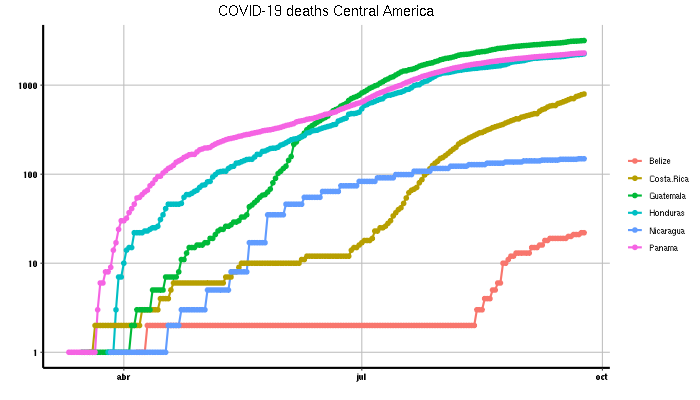 COVID-19 deaths Central America
1000
100
10
1
abr
jul
oct
Belize
Costa.Rica
Guatemala
Honduras
Nicaragua
Panama